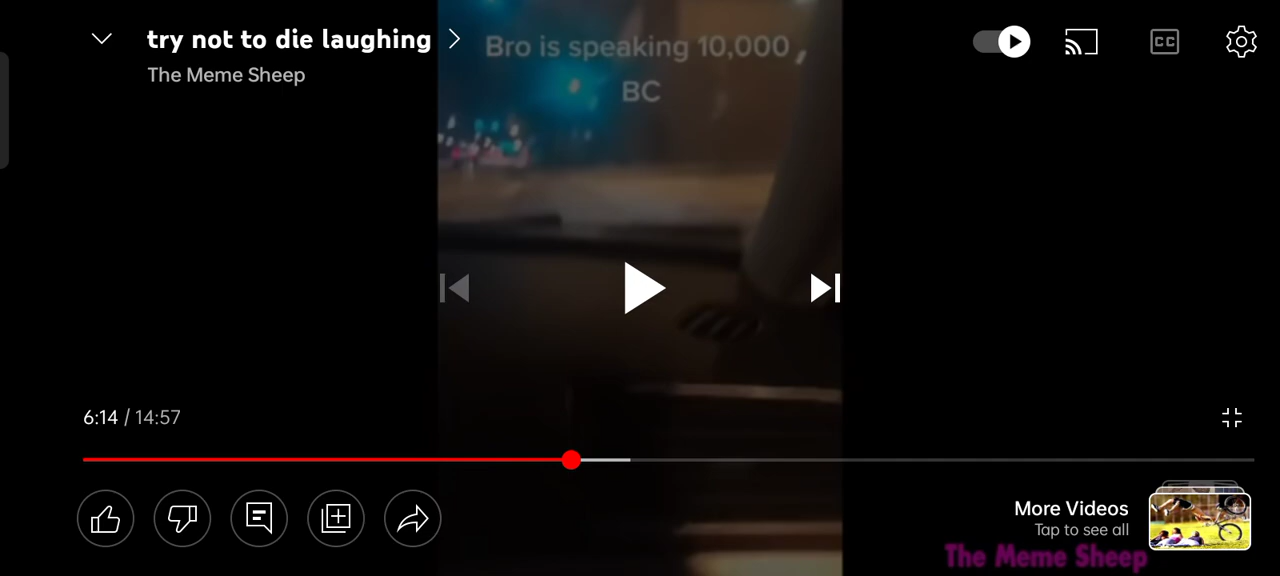 try not to die laughing
The Meme Sheep
Bro is speaking 10,000
BC
CC
6:14 / 14:57
More Videos
Tap to see all
The Meme Sheep